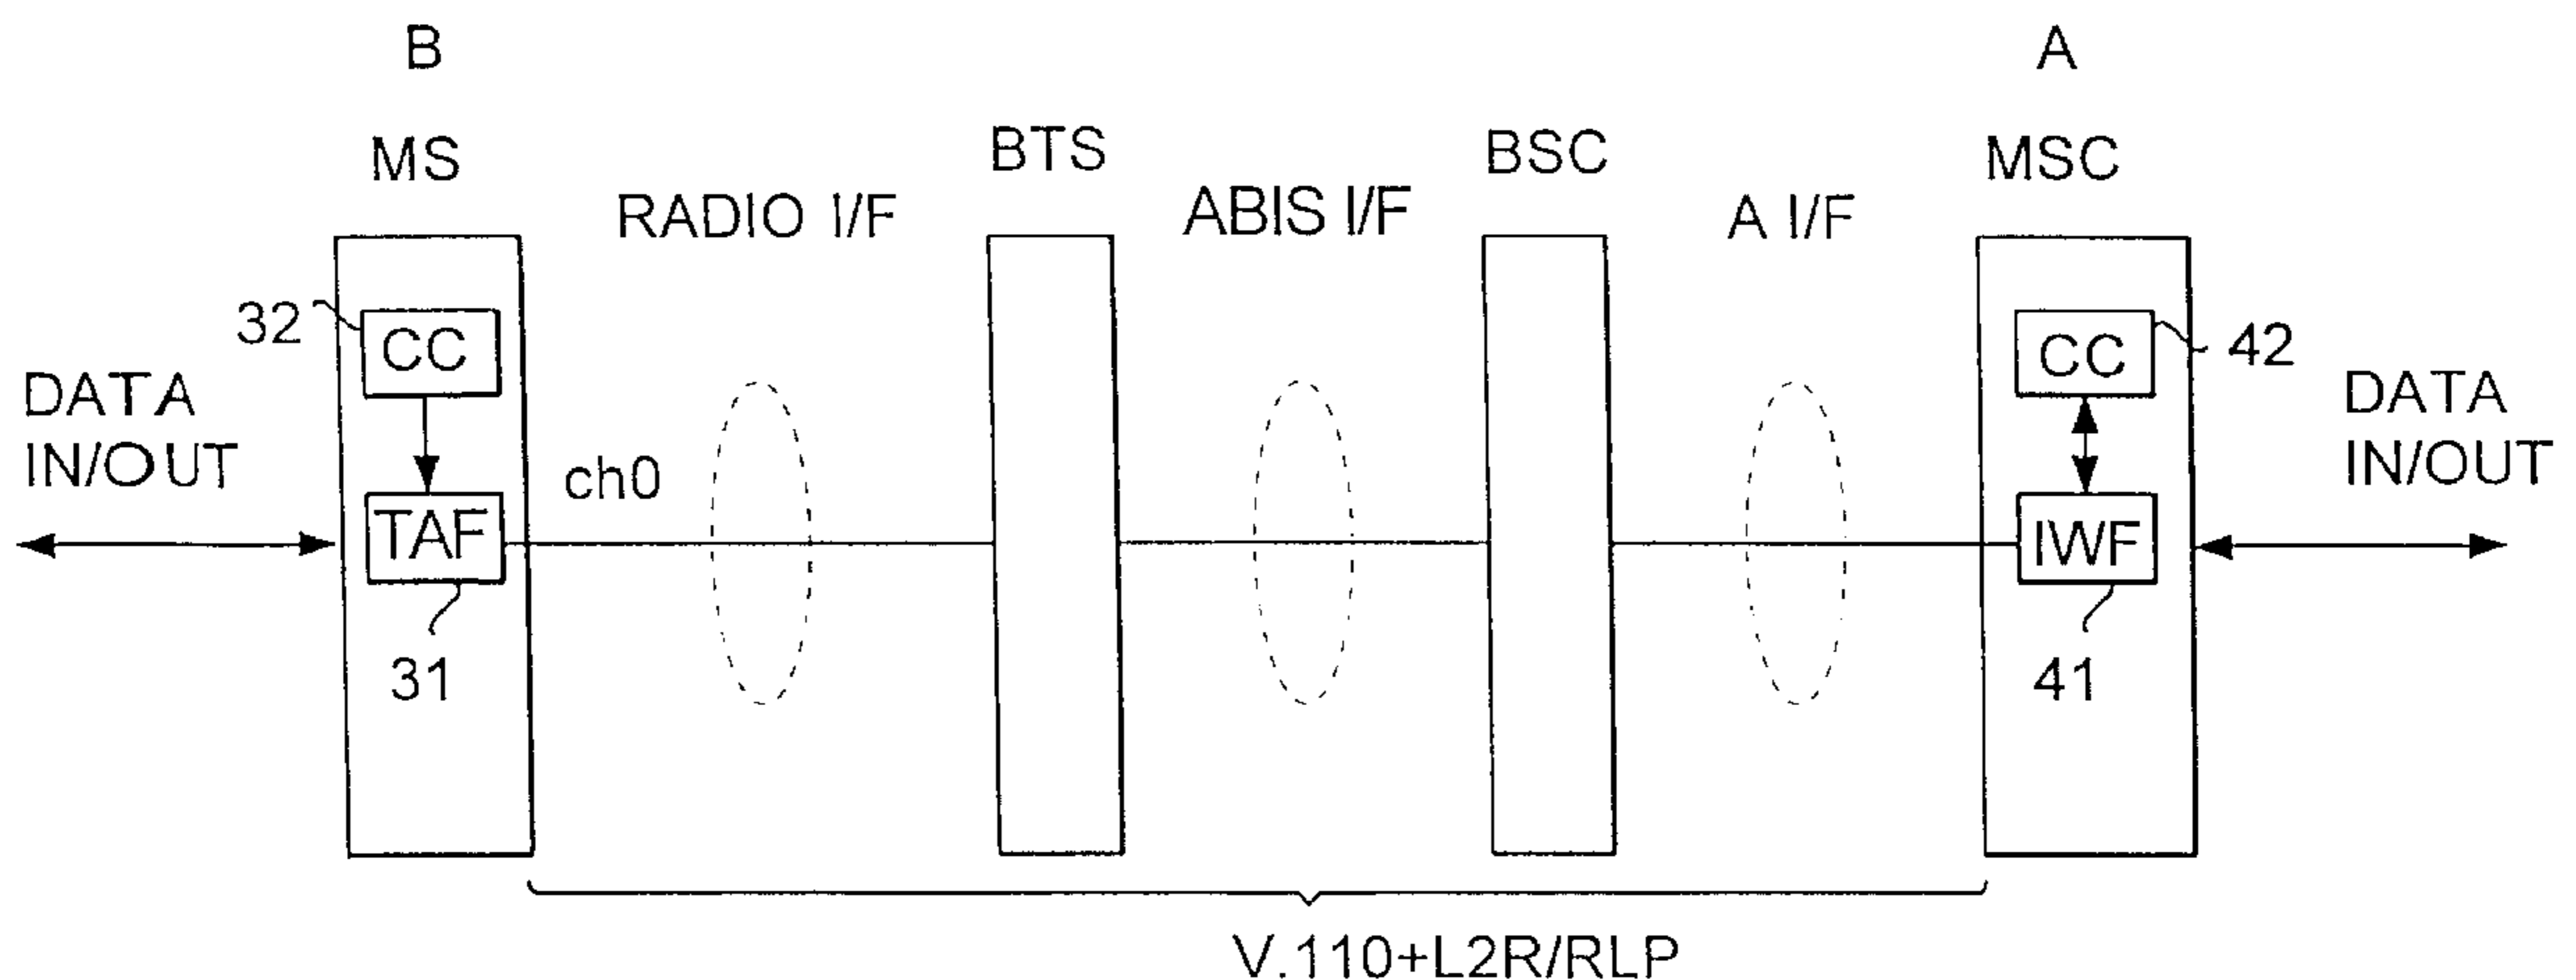 B
A
MS
BTS
BSC
MSC
RADIO I/F
ABIS I/F
A I/F
32
CC
CC
42
DATA
IN/OUT
DATA
IN/OUT
ch0
TAF
IWF
31
41
V.110+L2R/RLP